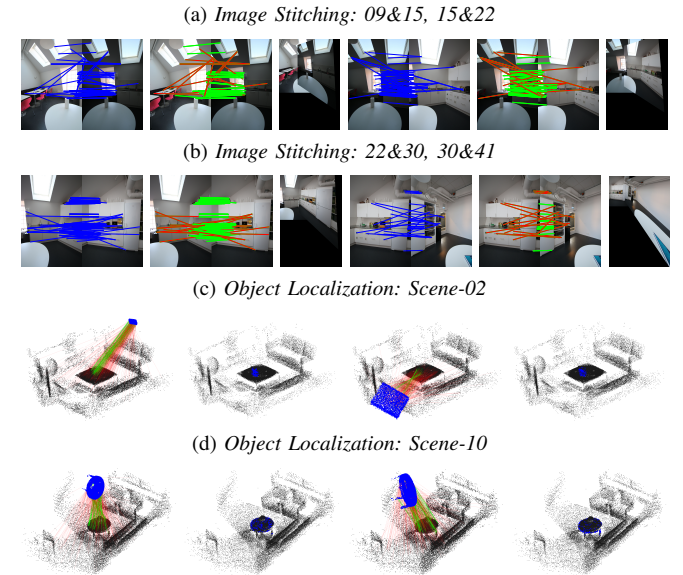 (a) Image Stitching: 09&15, 15&22
(b) Image Stitching: 22&30, 30&41
(c) Object Localization: Scene-02
(d) Object Localization: Scene-10